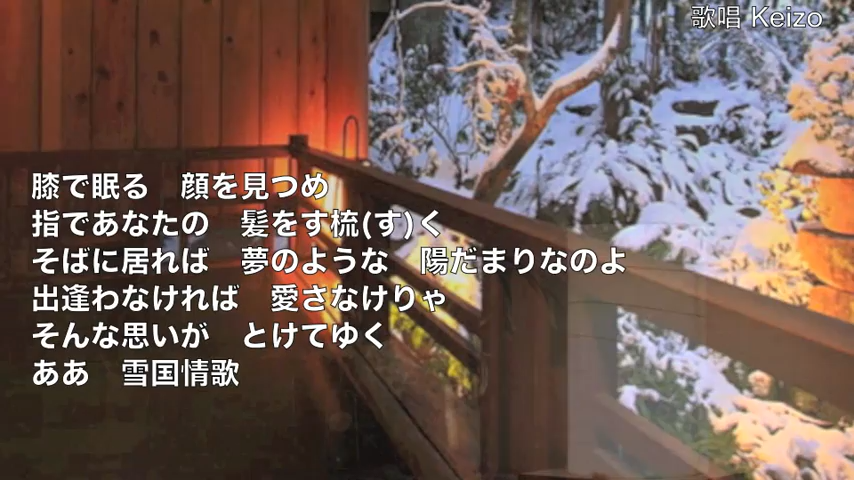 歌唱 Keizo
膝で眠る　顔を見つめ
指であなたの　髪をす梳(す)く
そばに居れば　夢のような　陽だまりなのよ
出逢わなければ　愛さなけりゃ
そんな思いが　とけてゆく
ああ　雪国情歌